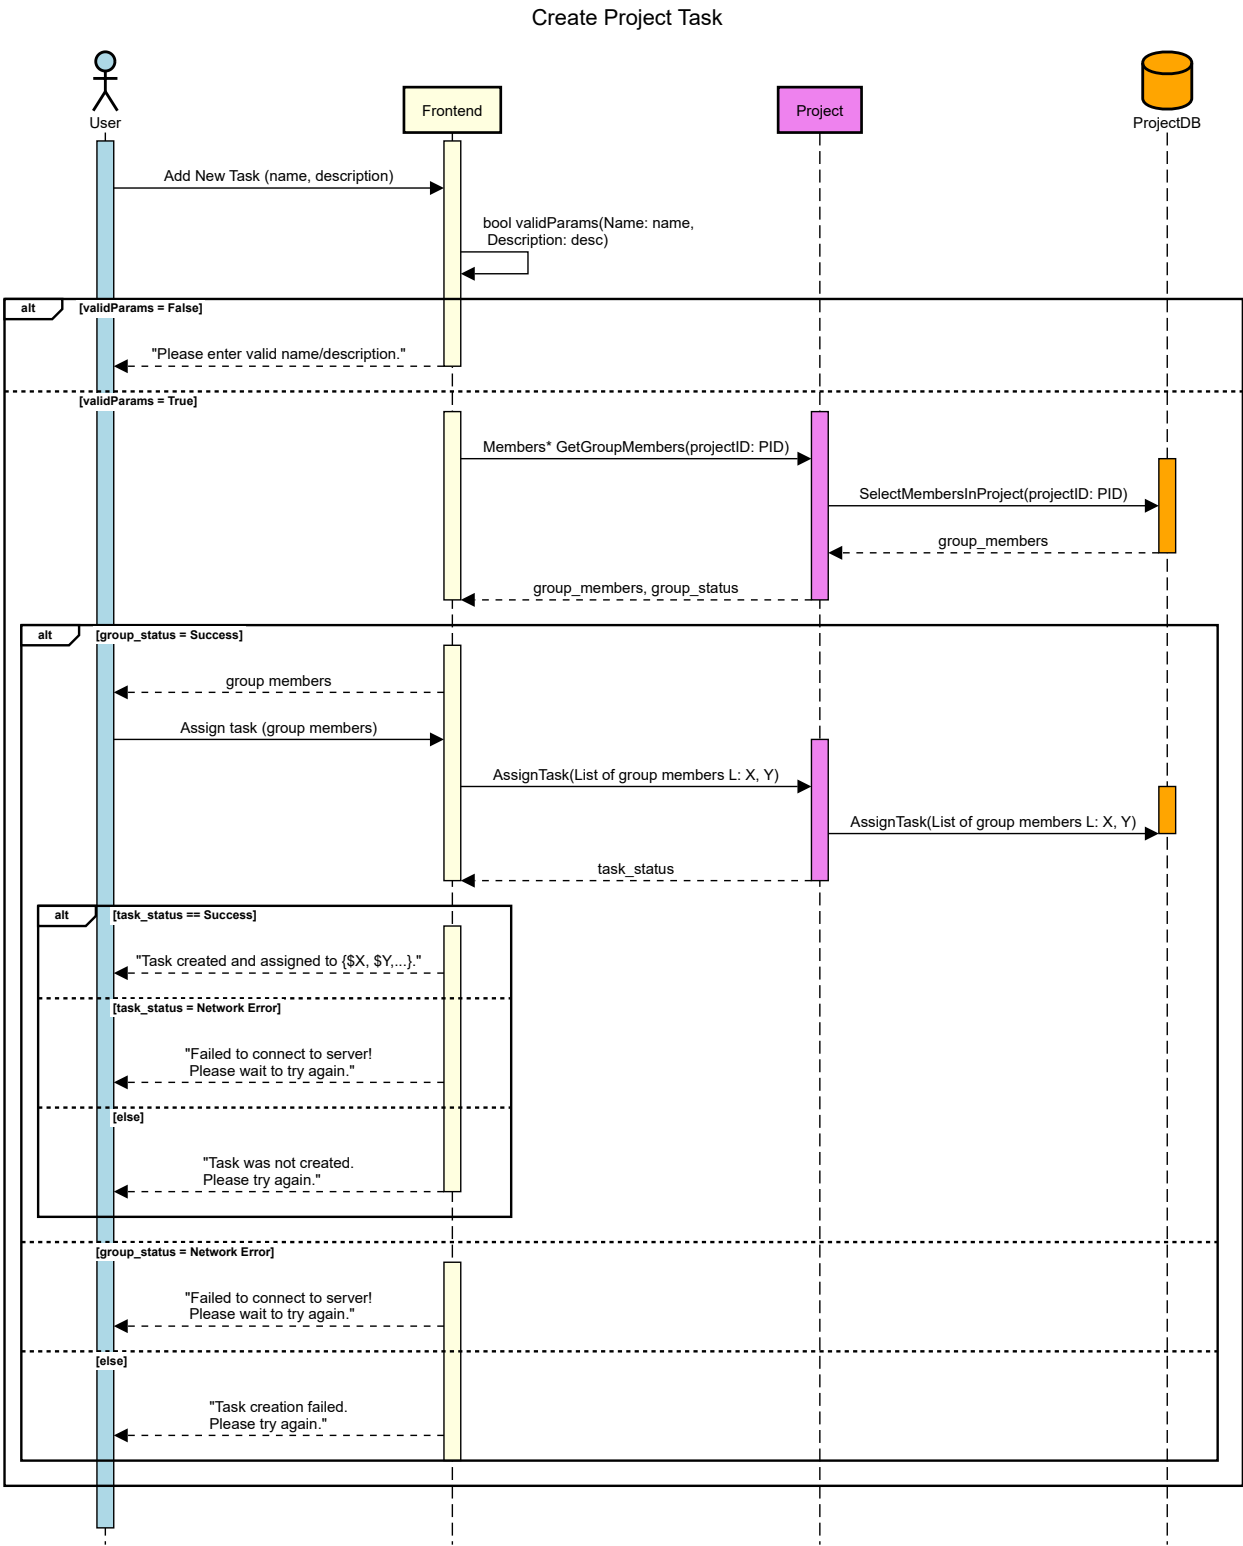 Create Project Task
User
Frontend
Project
ProjectDB
Add New Task (name, description)
bool validParams(Name: name,
Description: desc)
alt
[validParams = False]
"Please enter valid name/description."
[validParams = True]
Members* GetGroupMembers(projectID: PID)
SelectMembersInProject(projectID: PID)
group_members
group_members, group_status
alt
[group_status = Success]
group members
Assign task (group members)
AssignTask(List of group members L: X, Y)
AssignTask(List of group members L: X, Y)
task_status
alt
[task_status == Success]
"Task created and assigned to {$X, $Y,...}."
[task_status = Network Error]
"Failed to connect to server!
Please wait to try again."
[else]
"Task was not created.
Please try again."
[group_status = Network Error]
"Failed to connect to server!
Please wait to try again."
[else]
"Task creation failed.
Please try again."